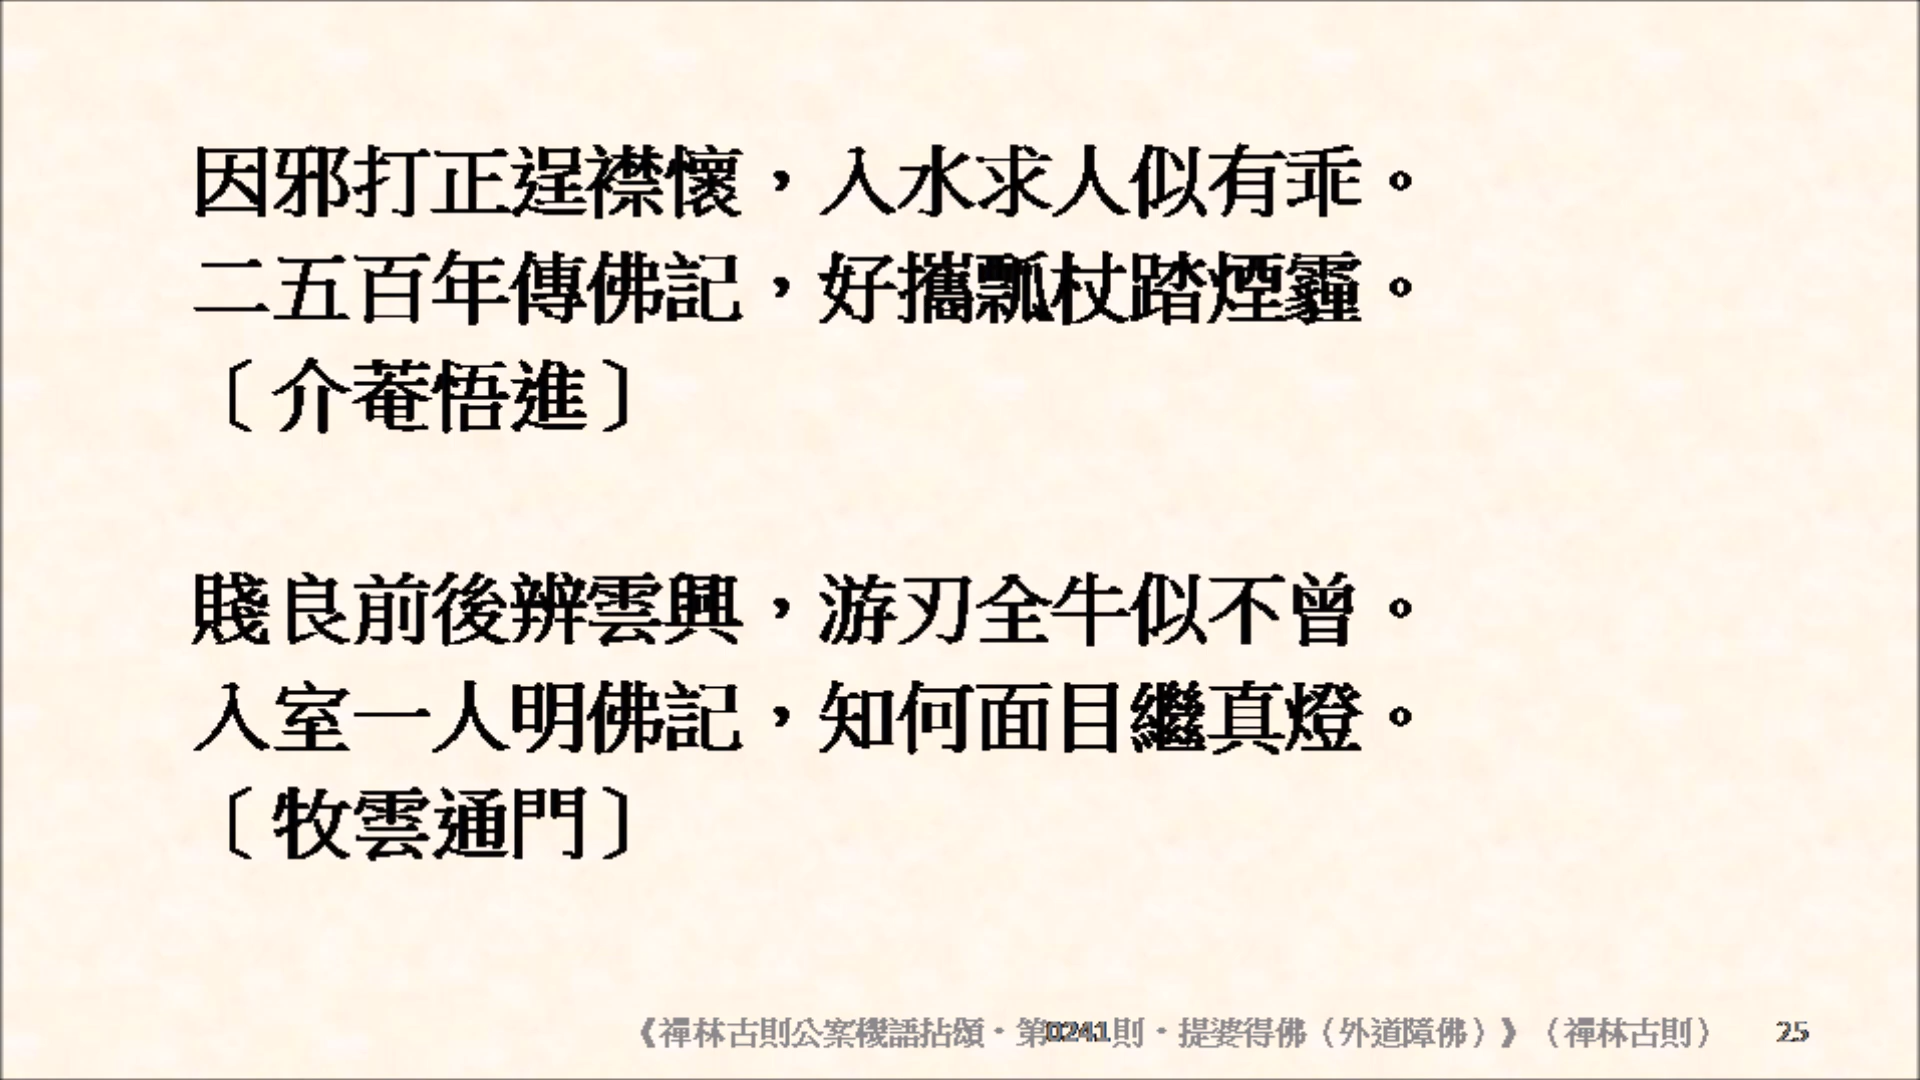 因邪打正逞襟懷，入水求人似有乖。
二五百年傳佛記，好攜瓢杖踏煙霾。
〔介菴悟進〕
賤良前後辨雲興，游刃全牛似不曾。
入室一人明佛記，知何面目繼真燈。
〔牧雲通門〕
《禪林古則公案機語拈頌・第0241則・提婆得佛（外道障佛）》（禪林古則） 25